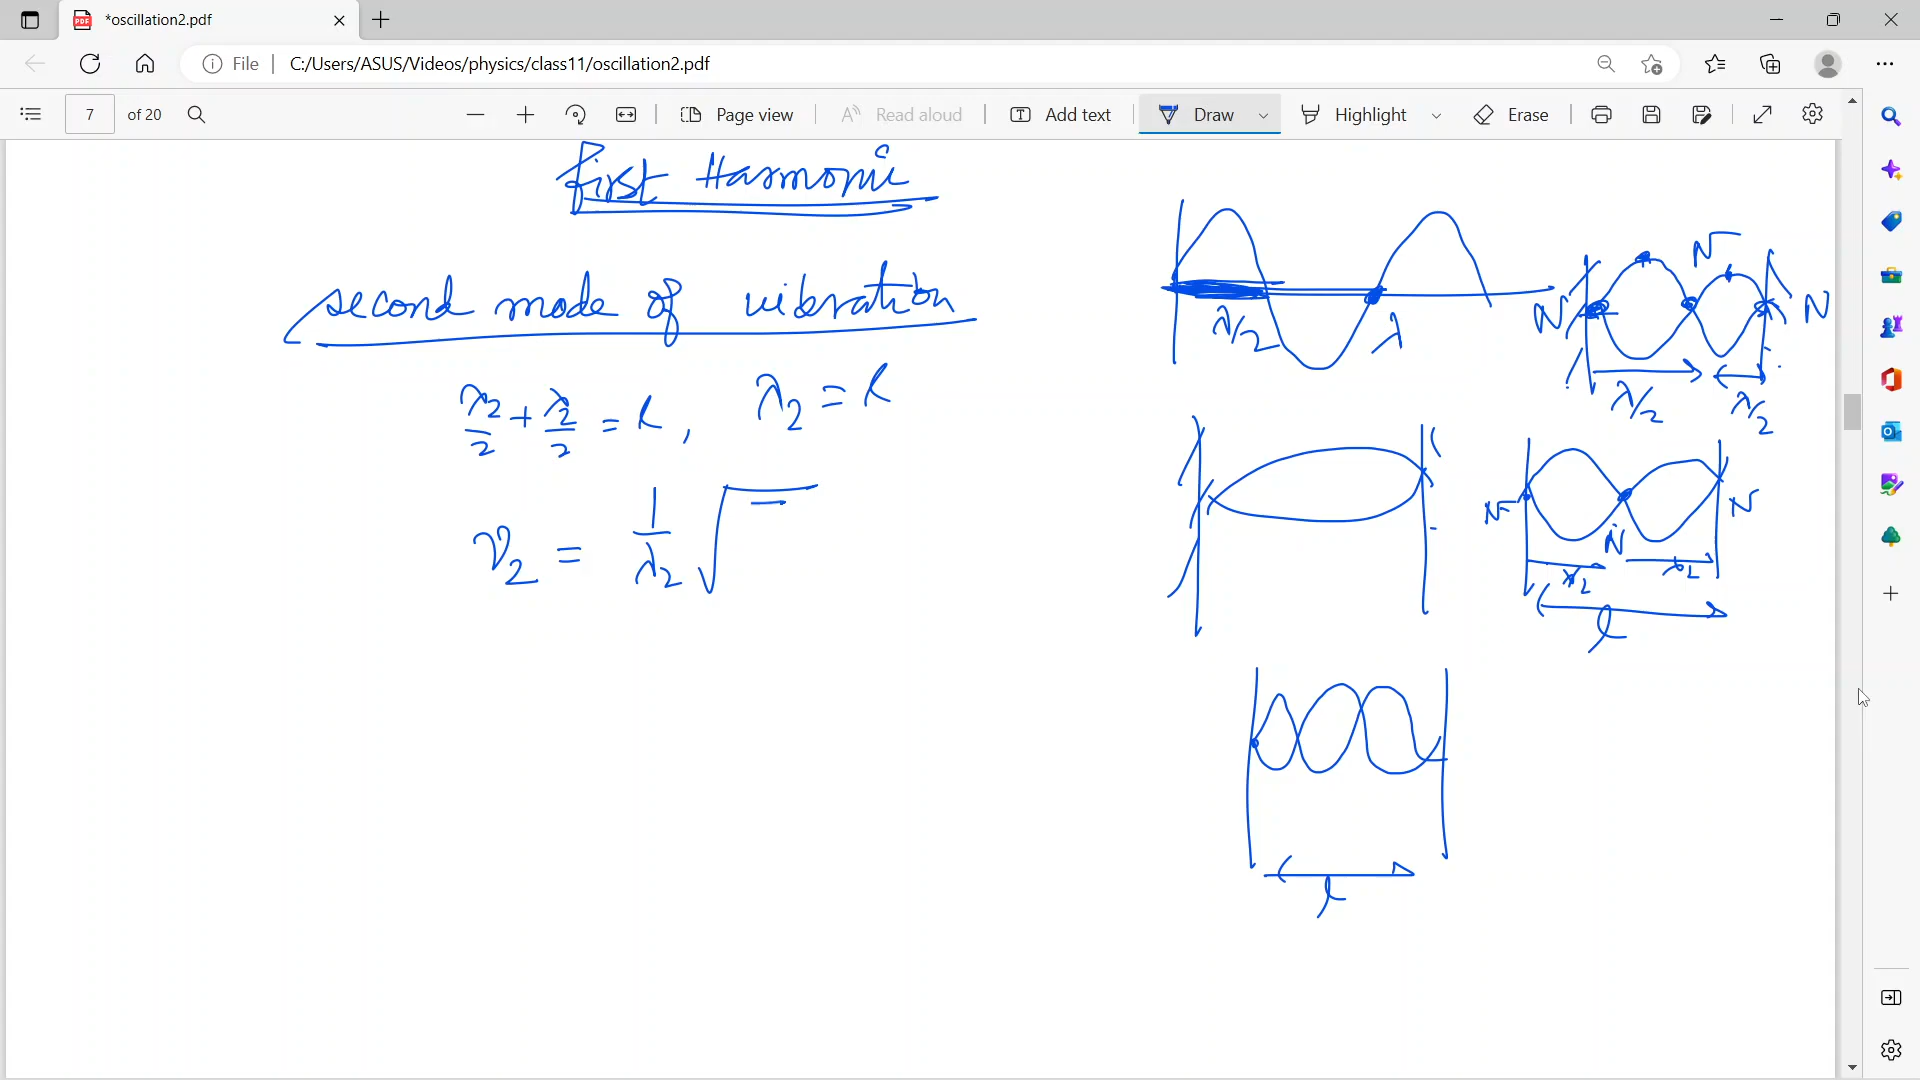 *oscillation2.pdf
File C:/Users/ASUS/Videos/physics/class11/oscillation2.pdf
7 of 20 Page view Read aloud Add text Draw Highlight Erase
first Harmonic
second mode of vibration
λ2/2 + λ2/2 = l, λ2 = l
ν2 = 1/λ2 √
λ/2 λ
N N N
λ/2 λ/2
N N N
λ/2 λ/2
l
l